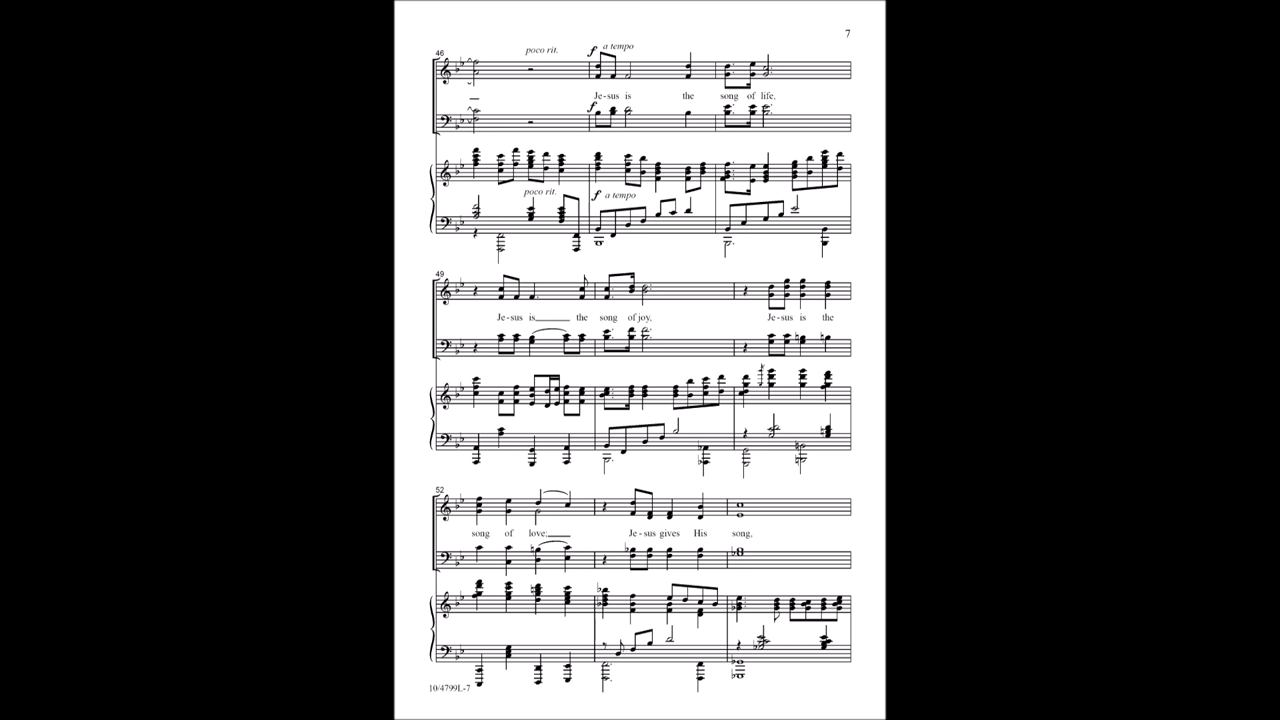 7
46
poco rit.
f a tempo
Je - sus is the song of life,
f
poco rit.
f a tempo
49
Je - sus is the song of joy, Je - sus is the
52
song of love; Je - sus gives His song,
10/4799L-7